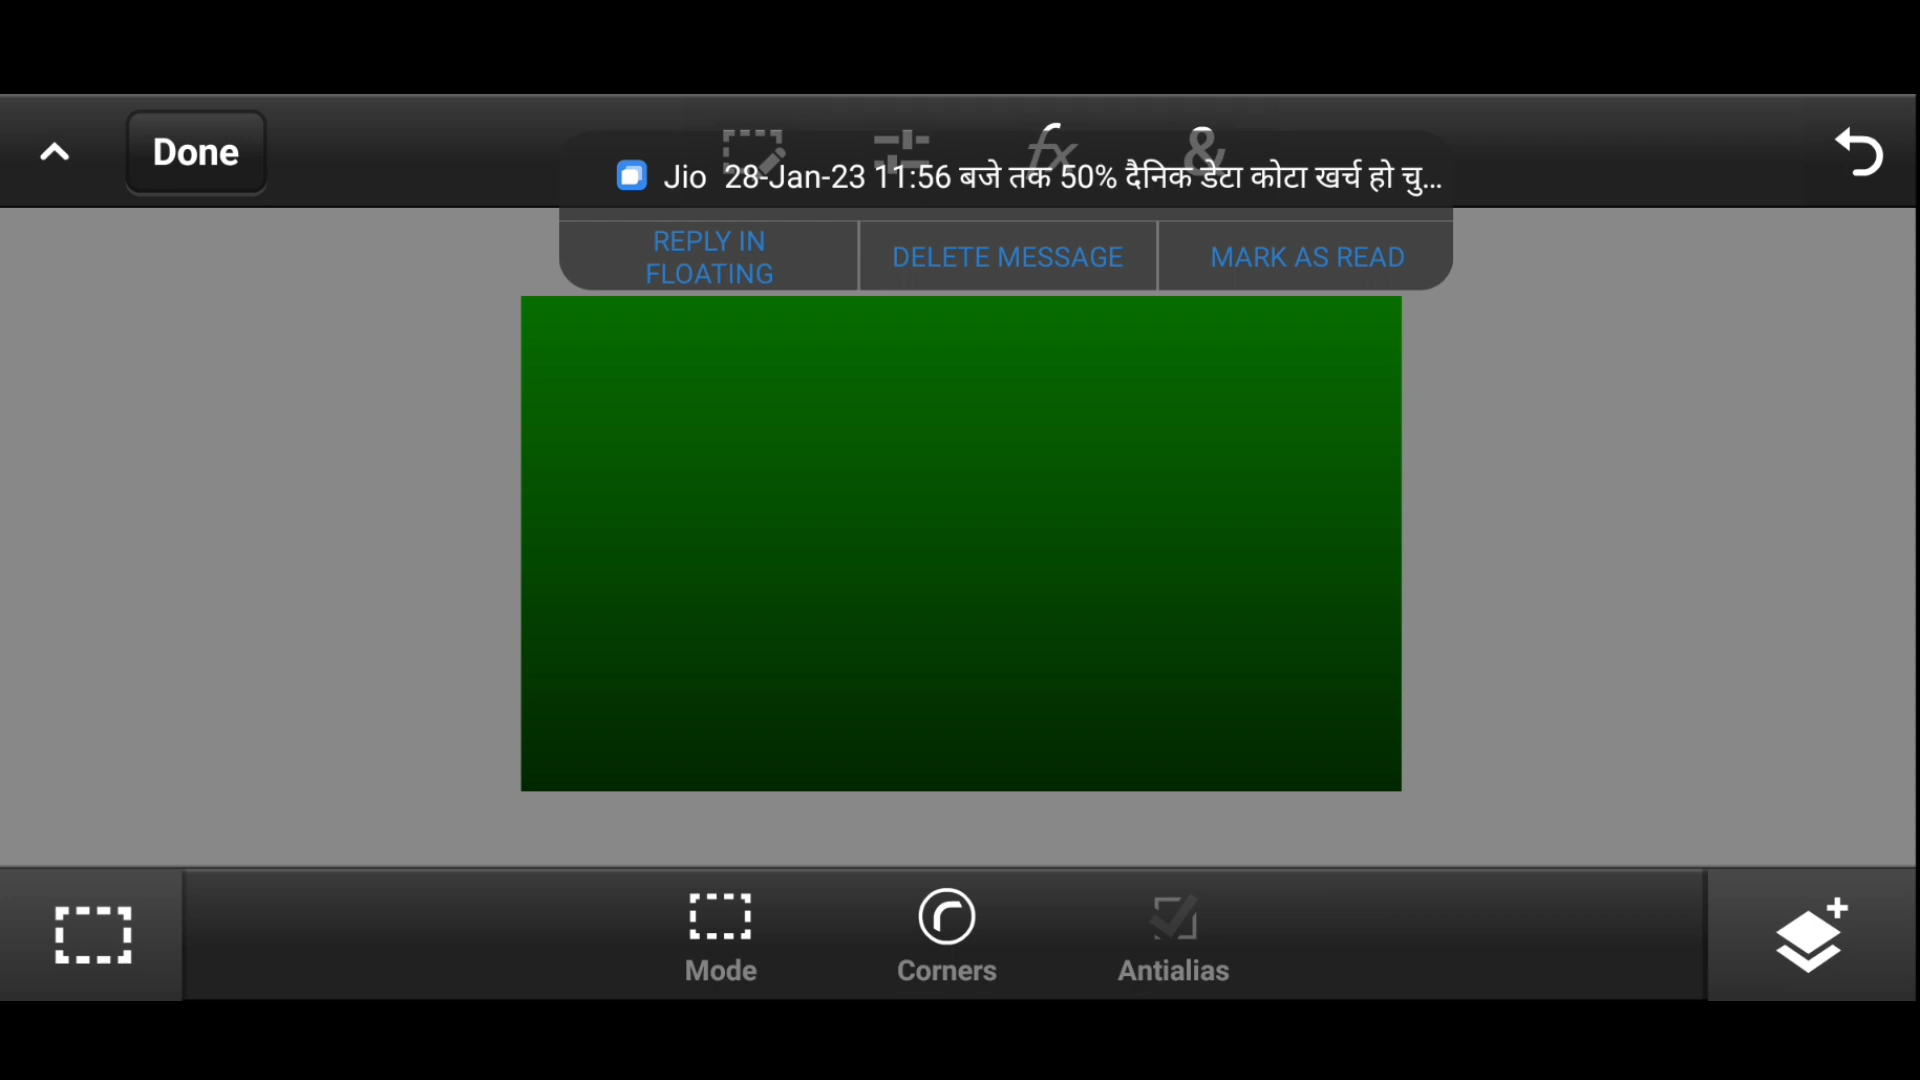 Done
fx
&
Jio 28-Jan-23 11:56 बजे तक 50% दैनिक डेटा कोटा खर्च हो चु...
REPLY IN
FLOATING
DELETE MESSAGE
MARK AS READ
Mode
Corners
Antialias